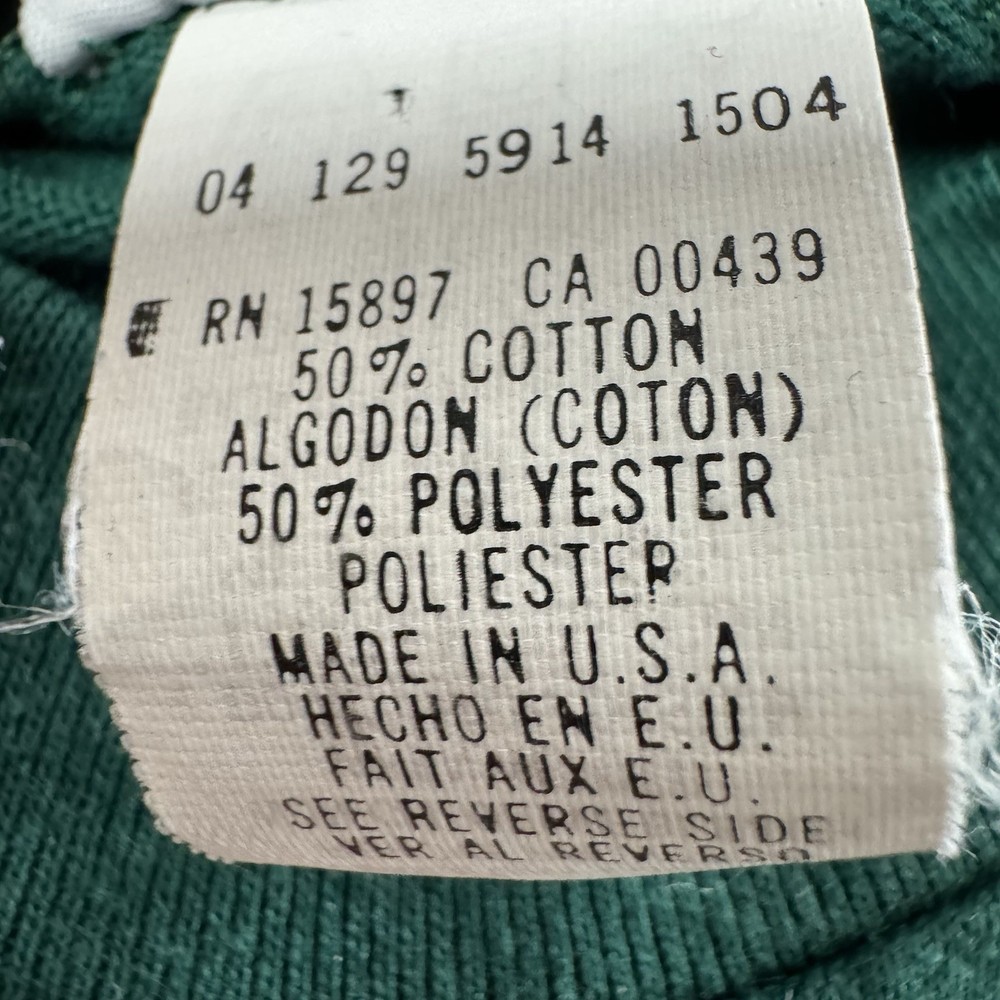 04 129 5914 1504
RN 15897 CA 00439
50% COTTON
ALGODON (COTON)
50% POLYESTER
POLIESTER
MADE IN U.S.A.
HECHO EN E.U.
FAIT AUX E.U.
SEE REVERSE SIDE
VER AL REVERSO